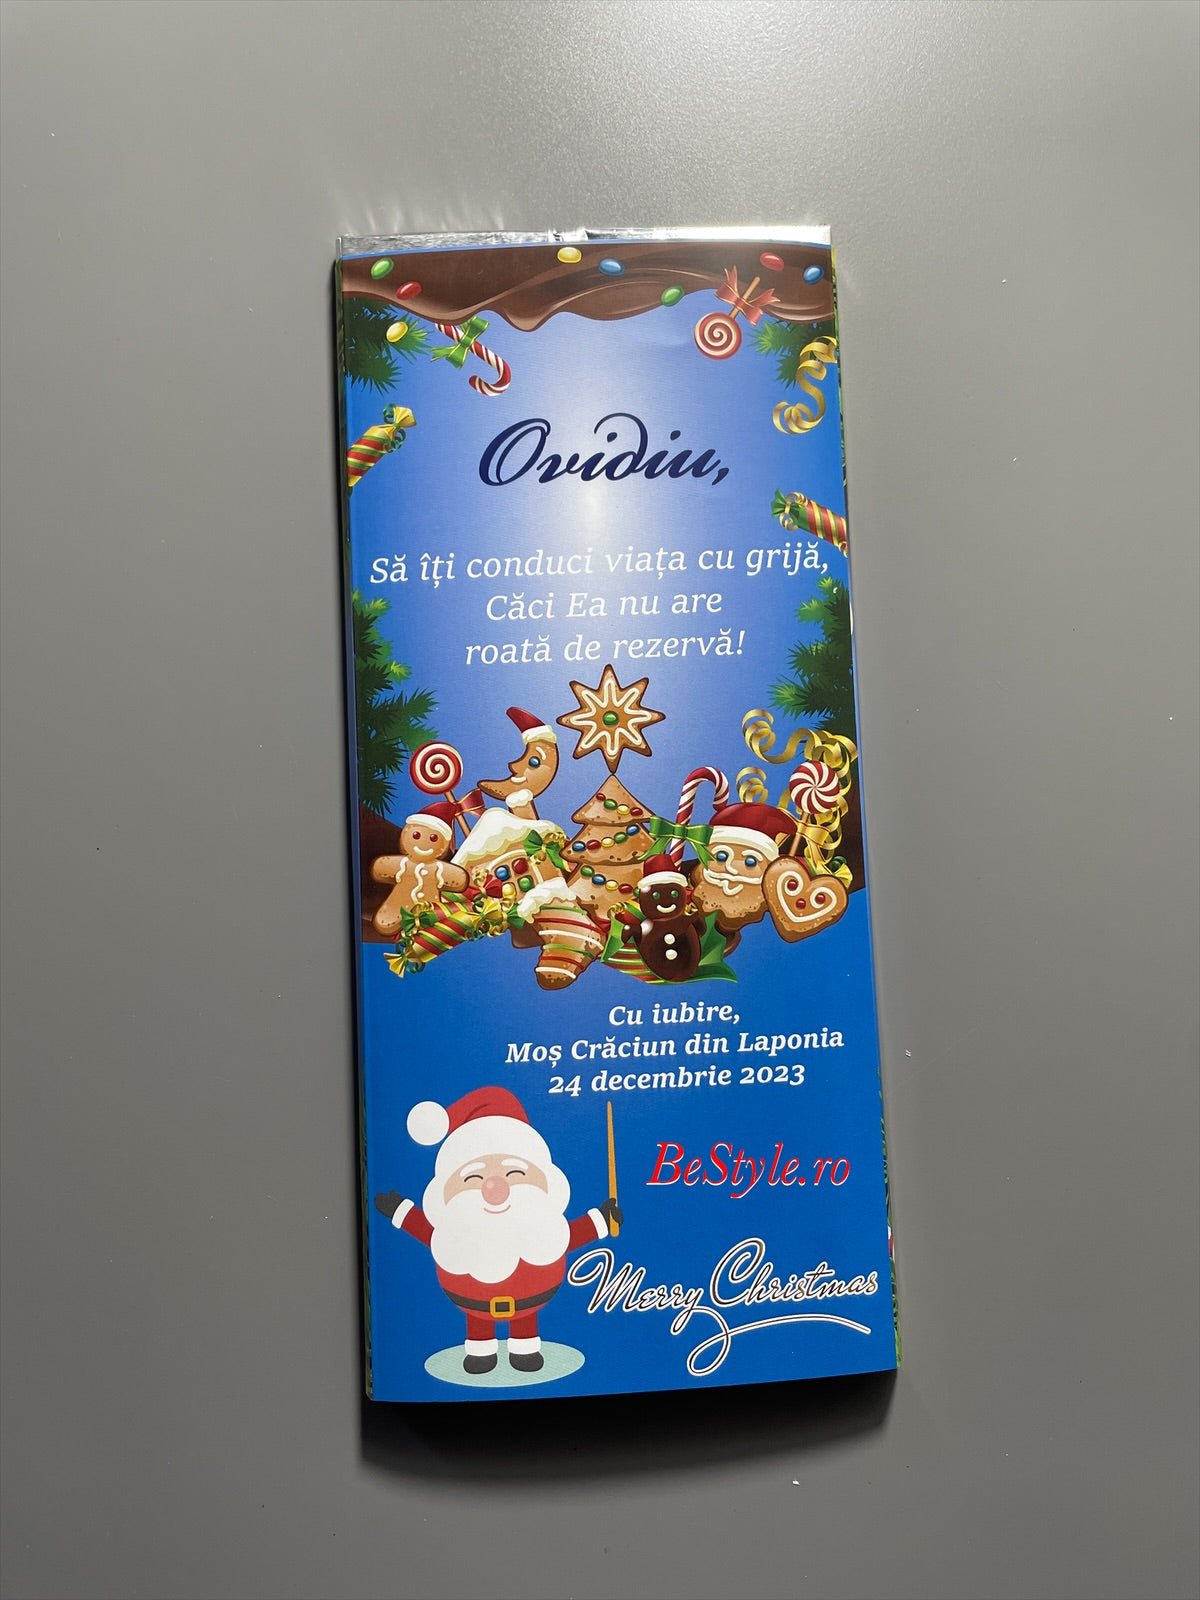 Ovidiu,
Să îți conduci viața cu grijă,
Căci Ea nu are
roată de rezervă!
Cu iubire,
Moș Crăciun din Laponia
24 decembrie 2023
BeStyle.ro
Merry Christmas